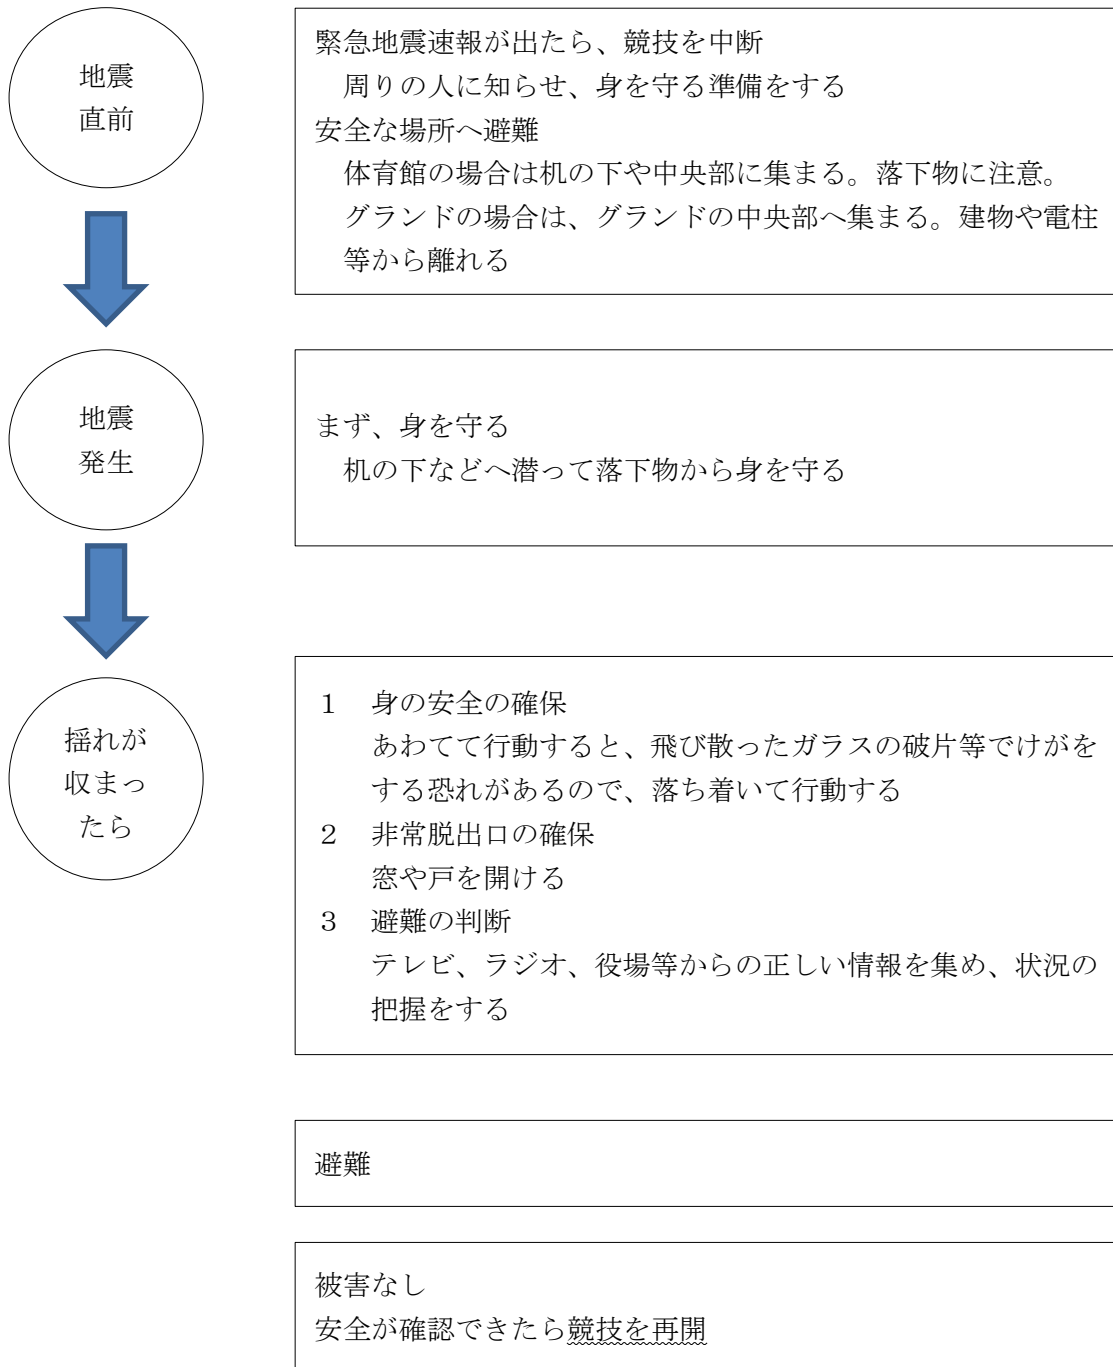 地震
直前
緊急地震速報が出たら、競技を中断
周りの人に知らせ、身を守る準備をする
安全な場所へ避難
体育館の場合は机の下や中央部に集まる。落下物に注意。
グランドの場合は、グランドの中央部へ集まる。建物や電柱
等から離れる
地震
発生
まず、身を守る
机の下などへ潜って落下物から身を守る
揺れが
収まっ
たら
１　身の安全の確保
あわてて行動すると、飛び散ったガラスの破片等でけがを
する恐れがあるので、落ち着いて行動する
２　非常脱出口の確保
窓や戸を開ける
３　避難の判断
テレビ、ラジオ、役場等からの正しい情報を集め、状況の
把握をする
避難
被害なし
安全が確認できたら競技を再開